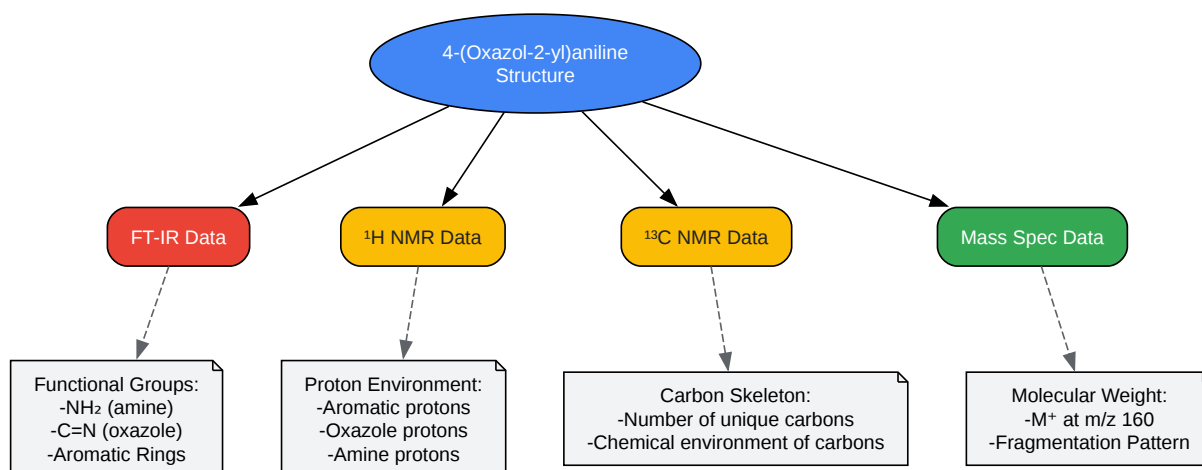 4-(Oxazol-2-yl)aniline
Structure
FT-IR Data
¹H NMR Data
¹³C NMR Data
Mass Spec Data
Functional Groups:
-NH₂ (amine)
-C=N (oxazole)
-Aromatic Rings
Proton Environment:
-Aromatic protons
-Oxazole protons
-Amine protons
Carbon Skeleton:
-Number of unique carbons
-Chemical environment of carbons
Molecular Weight:
-M⁺ at m/z 160
-Fragmentation Pattern